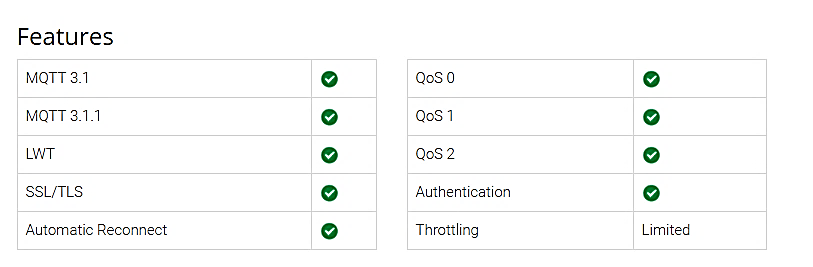 Features
MQTT 3.1
MQTT 3.1.1
LWT
SSL/TLS
Automatic Reconnect
QoS 0
QoS 1
QoS 2
Authentication
Throttling Limited